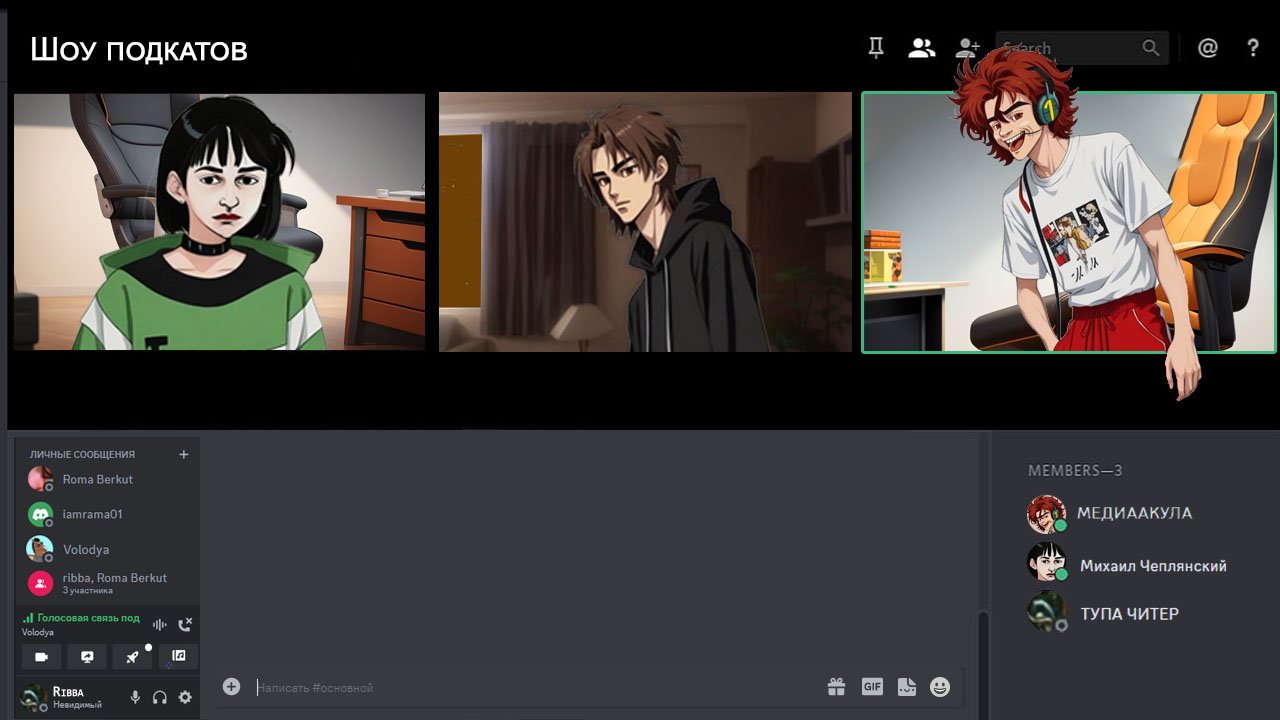 Шоу подкатов
Search
ЛИЧНЫЕ СООБЩЕНИЯ
Roma Berkut
iamrama01
Volodya
ribba, Roma Berkut
3 участника
Голосовая связь под
Volodya
Ribba
Невидимый
Написать #основной
GIF
MEMBERS—3
МЕДИААКУЛА
Михаил Чеплянский
ТУПА ЧИТЕР